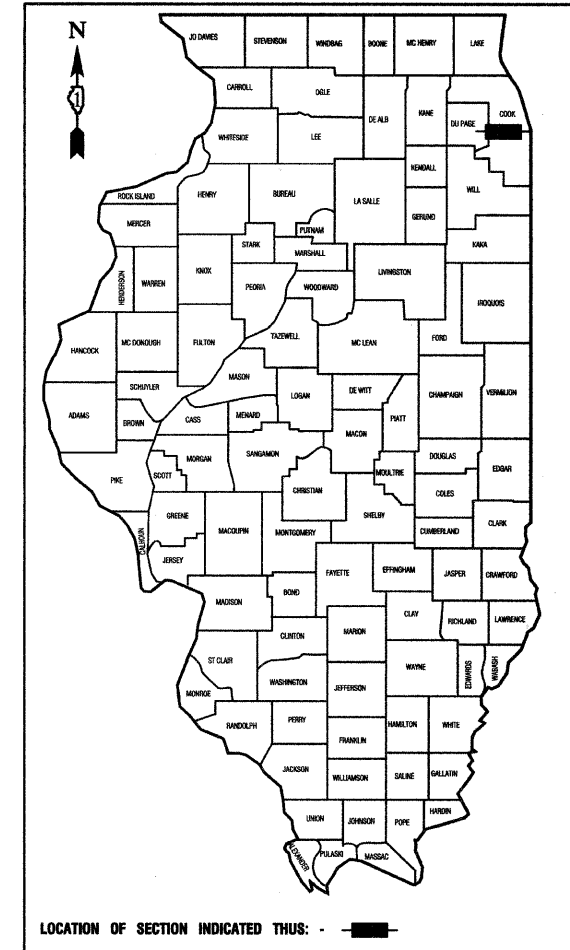 N
1
JO DAVIES
STEVENSON
WINDBAG
BOONE
MC HENRY
LAKE
CARROLL
OGLE
DE ALB
KANE
DU PAGE
COOK
WHITESIDE
LEE
KENDALL
WILL
ROCK ISLAND
HENRY
BUREAU
LA SALLE
GERUND
MERCER
PUTNAM
STARK
MARSHALL
KAKA
HENDERSON
WARREN
KNOX
PEORIA
WOODWARD
LIVINGSTON
IROQUOIS
HANCOCK
MC DONOUGH
FULTON
TAZEWELL
MC LEAN
FORD
SCHUYLER
MASON
LOGAN
DE WITT
CHAMPAIGN
VERMILION
ADAMS
BROWN
CASS
MENARD
PIATT
MACON
PIKE
SCOTT
MORGAN
SANGAMON
CHRISTIAN
MOULTRIE
DOUGLAS
EDGAR
COLES
CALHOUN
GREENE
MACOUPIN
MONTGOMERY
SHELBY
CUMBERLAND
CLARK
JERSEY
FAYETTE
EFFINGHAM
JASPER
CRAWFORD
MADISON
BOND
CLAY
RICHLAND
LAWRENCE
CLINTON
MARION
ST CLAIR
WAYNE
EDWARDS
WABASH
MONROE
WASHINGTON
JEFFERSON
RANDOLPH
PERRY
HAMILTON
WHITE
FRANKLIN
JACKSON
WILLIAMSON
SALINE
GALLATIN
UNION
JOHNSON
POPE
HARDIN
ALEXANDER
PULASKI
MASSAC
LOCATION OF SECTION INDICATED THUS: -